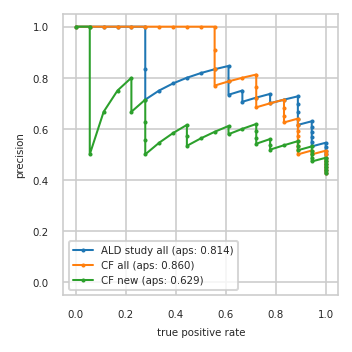 1.0
0.8
0.6
0.4
0.2
0.0
precision
ALD study all (aps: 0.814)
CF all (aps: 0.860)
CF new (aps: 0.629)
0.0 0.2 0.4 0.6 0.8 1.0
true positive rate